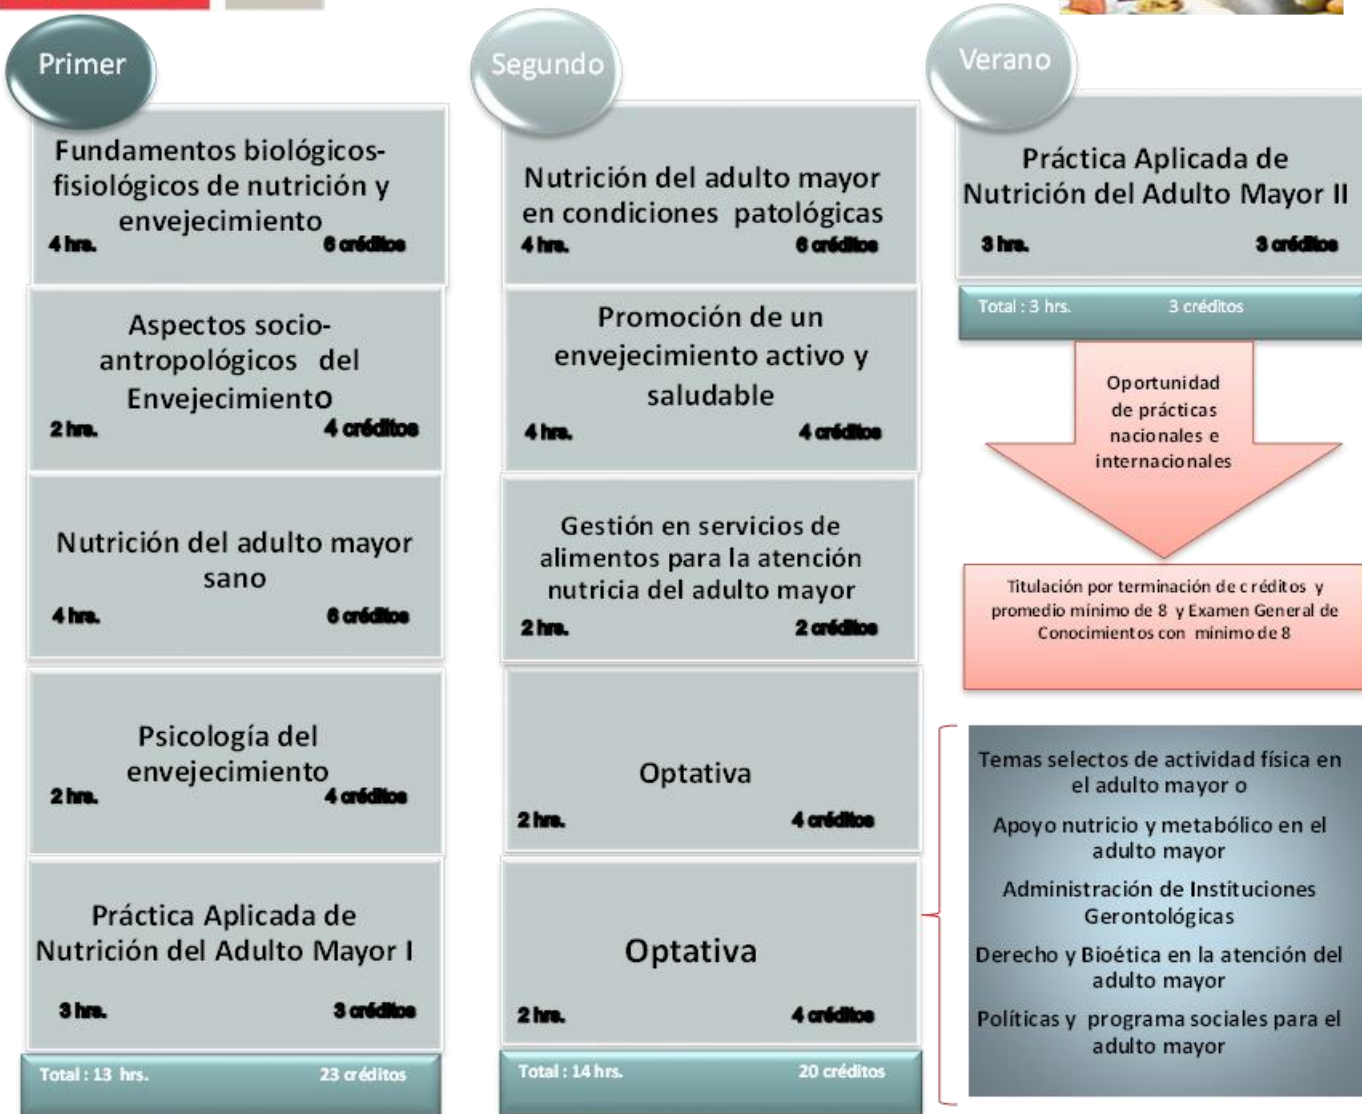 Primer
Fundamentos biológicos-
fisiológicos de nutrición y
envejecimiento
4 hrs. 6 créditos
Aspectos socio-
antropológicos del
Envejecimiento
2 hrs. 4 créditos
Nutrición del adulto mayor
sano
4 hrs. 6 créditos
Psicología del
envejecimiento
2 hrs. 4 créditos
Práctica Aplicada de
Nutrición del Adulto Mayor I
3 hrs. 3 créditos
Total : 13 hrs. 23 créditos
Segundo
Nutrición del adulto mayor
en condiciones patológicas
4 hrs. 6 créditos
Promoción de un
envejecimiento activo y
saludable
4 hrs. 4 créditos
Gestión en servicios de
alimentos para la atención
nutricia del adulto mayor
2 hrs. 2 créditos
Optativa
2 hrs. 4 créditos
Optativa
2 hrs. 4 créditos
Total : 14 hrs. 20 créditos
Verano
Práctica Aplicada de
Nutrición del Adulto Mayor II
3 hrs. 3 créditos
Total : 3 hrs. 3 créditos
Oportunidad
de prácticas
nacionales e
internacionales
Titulación por terminación de c réditos y
promedio mínimo de 8 y Examen General de
Conocimientos con mínimo de 8
Temas selectos de actividad física en
el adulto mayor o
Apoyo nutricio y metabólico en el
adulto mayor
Administración de Instituciones
Gerontológicas
Derecho y Bioética en la atención del
adulto mayor
Políticas y programa sociales para el
adulto mayor